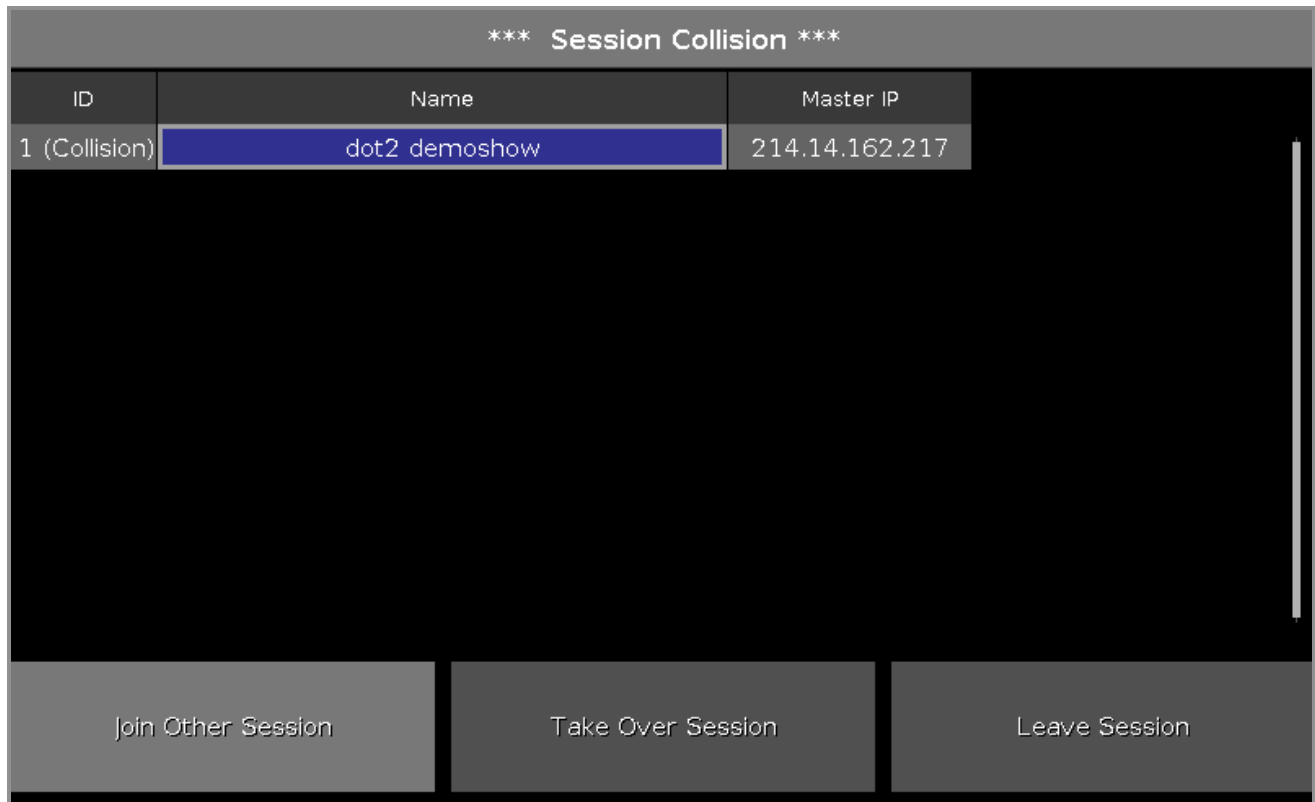 *** Session Collision ***
ID Name Master IP
1 (Collision) dot2 demoshow 214.14.162.217
Join Other Session Take Over Session Leave Session